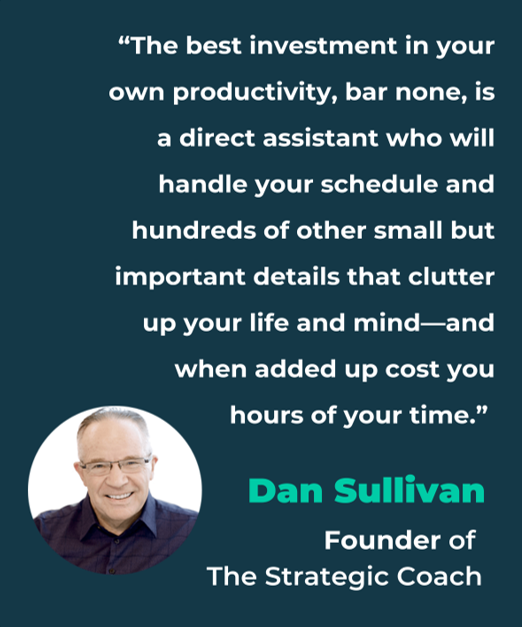 “The best investment in your
own productivity, bar none, is
a direct assistant who will
handle your schedule and
hundreds of other small but
important details that clutter
up your life and mind—and
when added up cost you
hours of your time.”
Dan Sullivan
Founder of
The Strategic Coach